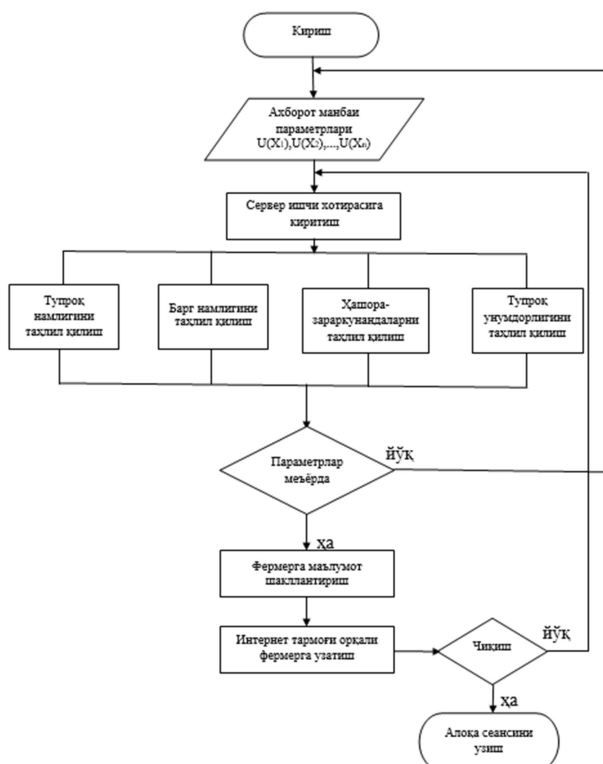 Кириш
Ахборот манбаи
параметрлари
U(X₁),U(X₂),...,U(Xₙ)
Сервер ишчи хотирасига
киритиш
Тупроқ
намлигини
таҳлил қилиш
Барг намлигини
таҳлил қилиш
Ҳашора-
зараркунандаларни
таҳлил қилиш
Тупроқ
унумдорлигини
таҳлил қилиш
Параметрлар
меъёрда
йўқ
ҳа
Фермерга маълумот
шакллантириш
Интернет тармоғи орқали
фермерга узатиш
Чиқиш
йўқ
ҳа
Алоқа сеансини
узиш